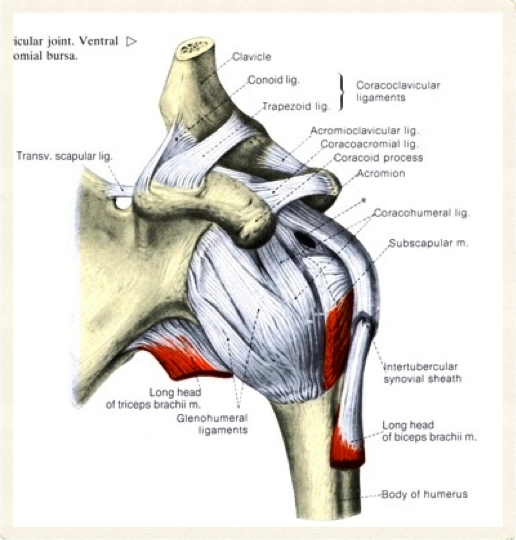 icular joint. Ventral ▷
omial bursa.
Clavicle
Conoid lig.
Coracoclavicular
ligaments
Trapezoid lig.
Acromioclavicular lig.
Coracoacromial lig.
Transv. scapular lig.
Coracoid process
Acromion
*
Coracohumeral lig.
Subscapular m.
Intertubercular
synovial sheath
Long head
of triceps brachii m.
Glenohumeral
ligaments
Long head
of biceps brachii m.
Body of humerus